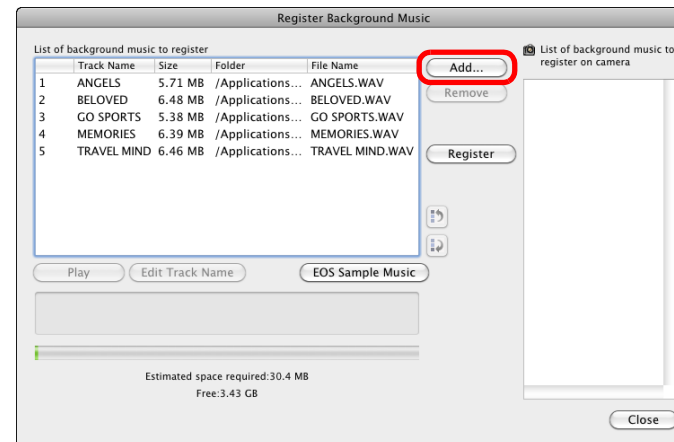 Register Background Music
List of background music to register
Track Name Size Folder File Name
1 ANGELS 5.71 MB /Applications... ANGELS.WAV
2 BELOVED 6.48 MB /Applications... BELOVED.WAV
3 GO SPORTS 5.38 MB /Applications... GO SPORTS.WAV
4 MEMORIES 6.39 MB /Applications... MEMORIES.WAV
5 TRAVEL MIND 6.46 MB /Applications... TRAVEL MIND.WAV
Add...
Remove
Register
Play
Edit Track Name
EOS Sample Music
Estimated space required:30.4 MB
Free:3.43 GB
List of background music to
register on camera
Close